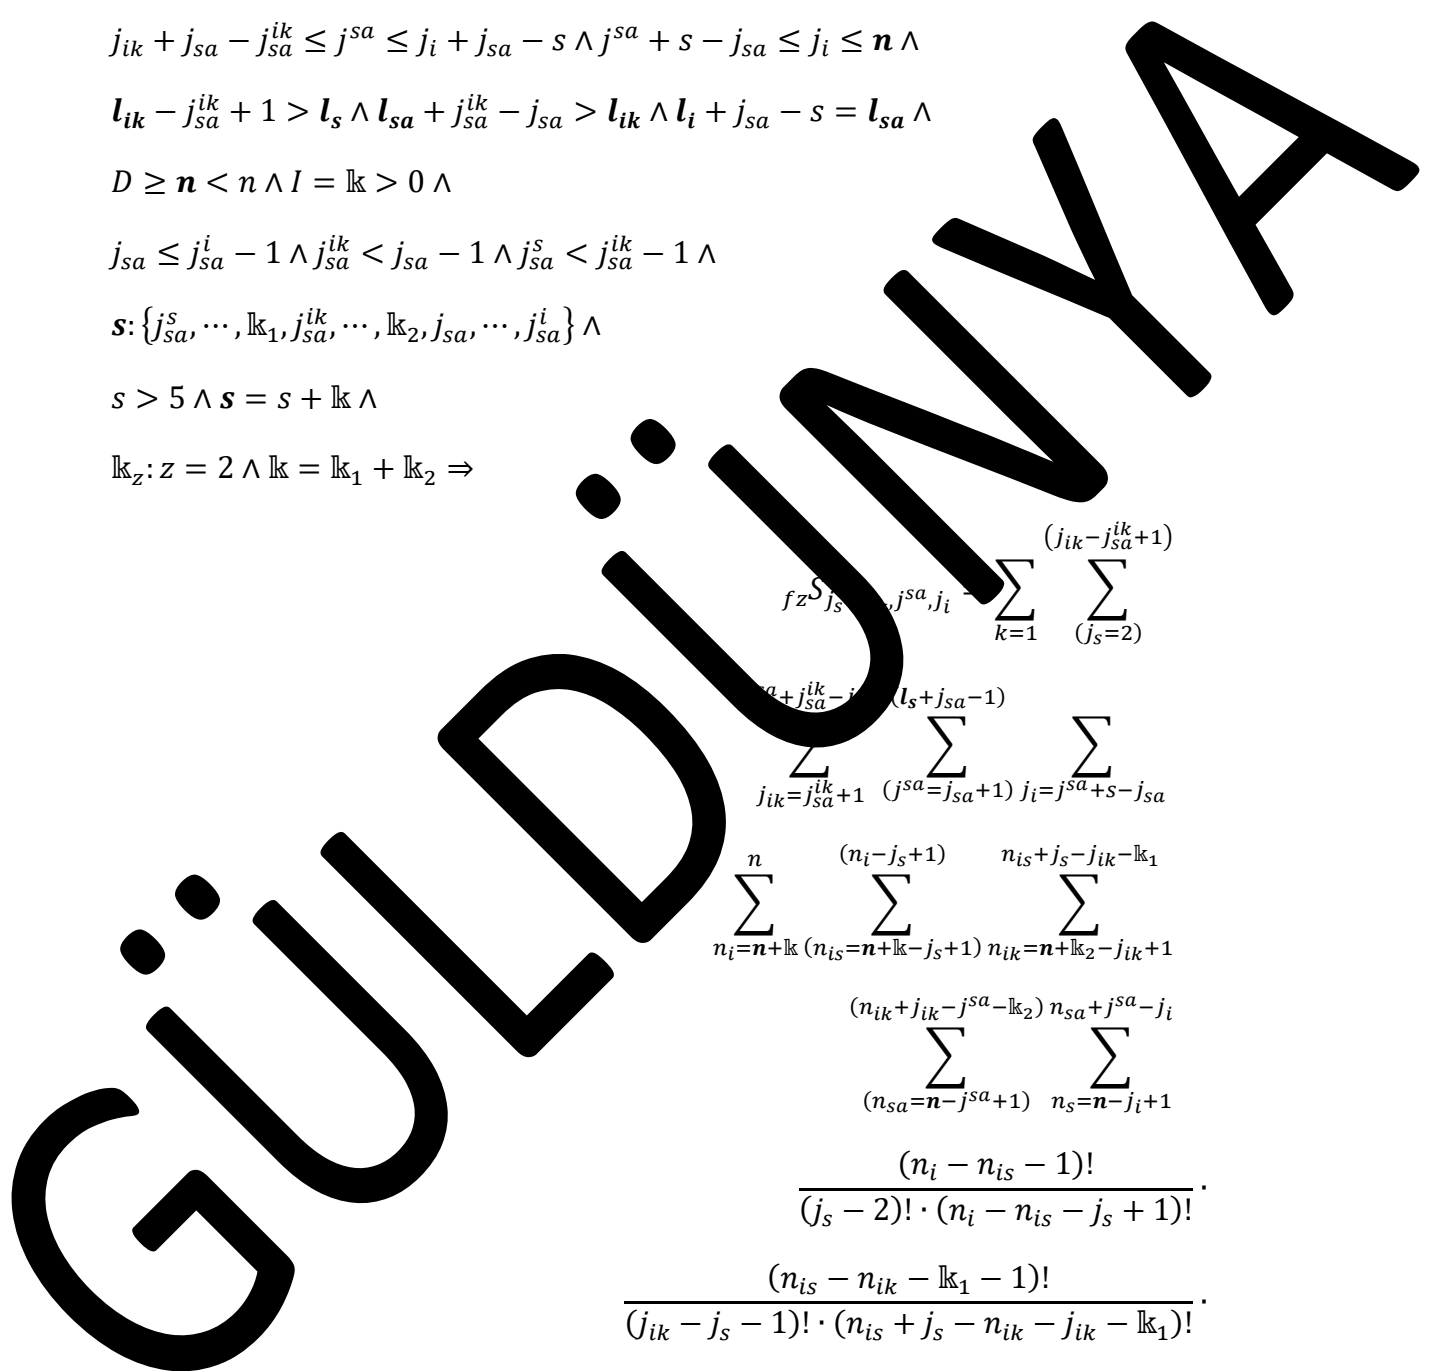 j_{ik} + j_{sa} − j_{sa}^{ik} ≤ j^{sa} ≤ j_i + j_{sa} − s ∧ j^{sa} + s − j_{sa} ≤ j_i ≤ n ∧
l_{ik} − j_{sa}^{ik} + 1 > l_s ∧ l_{sa} + j_{sa}^{ik} − j_{sa} > l_{ik} ∧ l_i + j_{sa} − s = l_{sa} ∧
D ≥ n < n ∧ I = 𝕜 > 0 ∧
j_{sa} ≤ j_{sa}^{i} − 1 ∧ j_{sa}^{ik} < j_{sa} − 1 ∧ j_{sa}^{s} < j_{sa}^{ik} − 1 ∧
s: {j_{sa}^{s}, ⋯, 𝕜_1, j_{sa}^{ik}, ⋯, 𝕜_2, j_{sa}, ⋯, j_{sa}^{i}} ∧
s > 5 ∧ s = s + 𝕜 ∧
𝕜_z: z = 2 ∧ 𝕜 = 𝕜_1 + 𝕜_2 ⇒
(j_{ik}−j_{sa}^{ik}+1)
fzS j_s ,j^{sa},j_i ∑ ∑
k=1 (j_s=2)
+j_{sa}^{ik}− (l_s+j_{sa}−1)
∑ ∑ ∑
j_{ik}=j_{sa}^{ik}+1 (j^{sa}=j_{sa}+1) j_i=j^{sa}+s−j_{sa}
n (n_i−j_s+1) n_{is}+j_s−j_{ik}−𝕜_1
∑ ∑ ∑
n_i=n+𝕜 (n_{is}=n+𝕜−j_s+1) n_{ik}=n+𝕜_2−j_{ik}+1
(n_{ik}+j_{ik}−j^{sa}−𝕜_2) n_{sa}+j^{sa}−j_i
∑ ∑
(n_{sa}=n−j^{sa}+1) n_s=n−j_i+1
(n_i − n_{is} − 1)!
(j_s − 2)! · (n_i − n_{is} − j_s + 1)! ·
(n_{is} − n_{ik} − 𝕜_1 − 1)!
(j_{ik} − j_s − 1)! · (n_{is} + j_s − n_{ik} − j_{ik} − 𝕜_1)! ·
GÜLDÜNYA